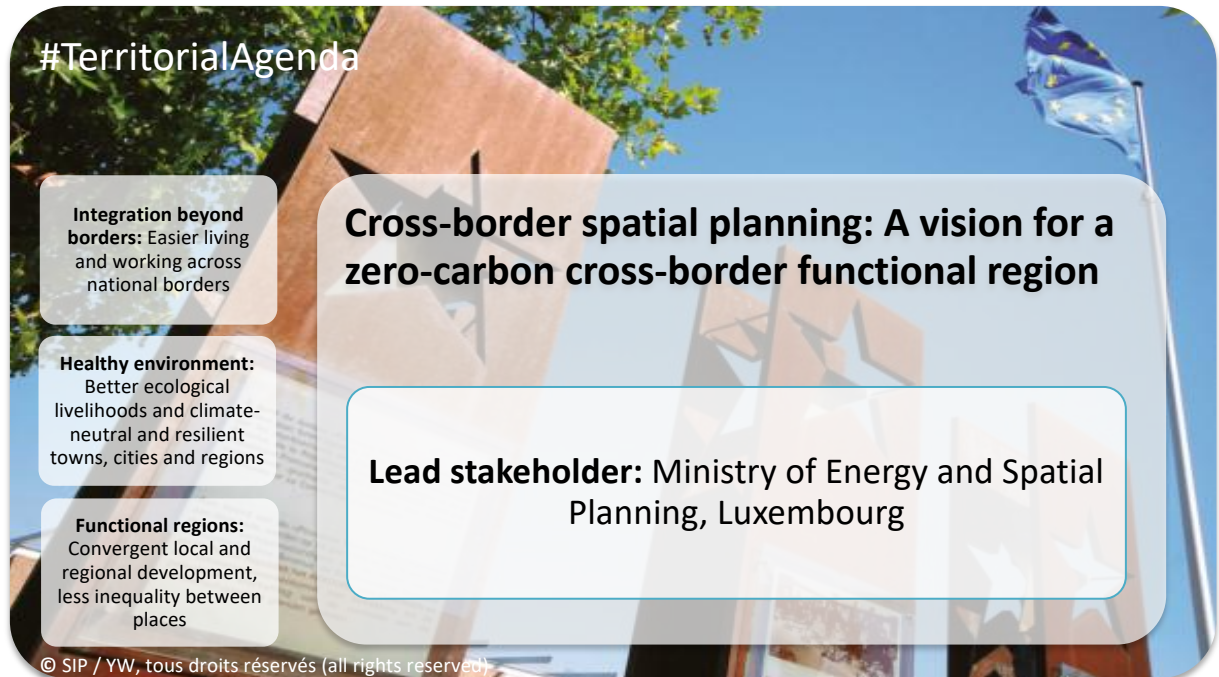 #TerritorialAgenda
Integration beyond
borders: Easier living
and working across
national borders
Healthy environment:
Better ecological
livelihoods and climate-
neutral and resilient
towns, cities and regions
Functional regions:
Convergent local and
regional development,
less inequality between
places
Cross-border spatial planning: A vision for a
zero-carbon cross-border functional region
Lead stakeholder: Ministry of Energy and Spatial
Planning, Luxembourg
© SIP / YW, tous droits réservés (all rights reserved)